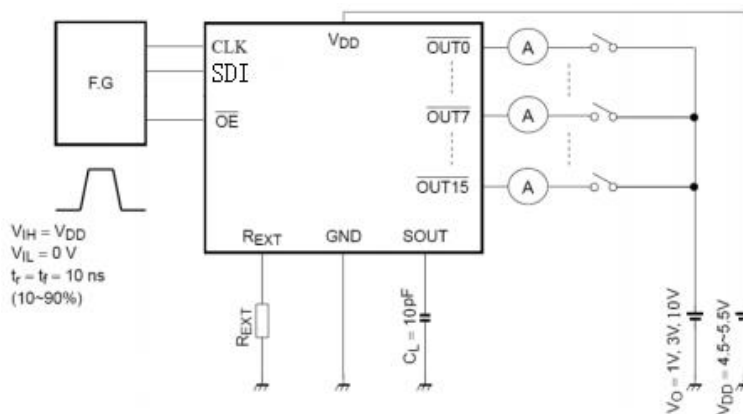 F.G
CLK
SDI
OE
VDD
OUT0
OUT7
OUT15
A
A
A
REXT
GND
SOUT
VIH = VDD
VIL = 0 V
tr = tf = 10 ns
(10~90%)
REXT
CL = 10pF
VO = 1V, 3V, 10V
VDD = 4.5~5.5V